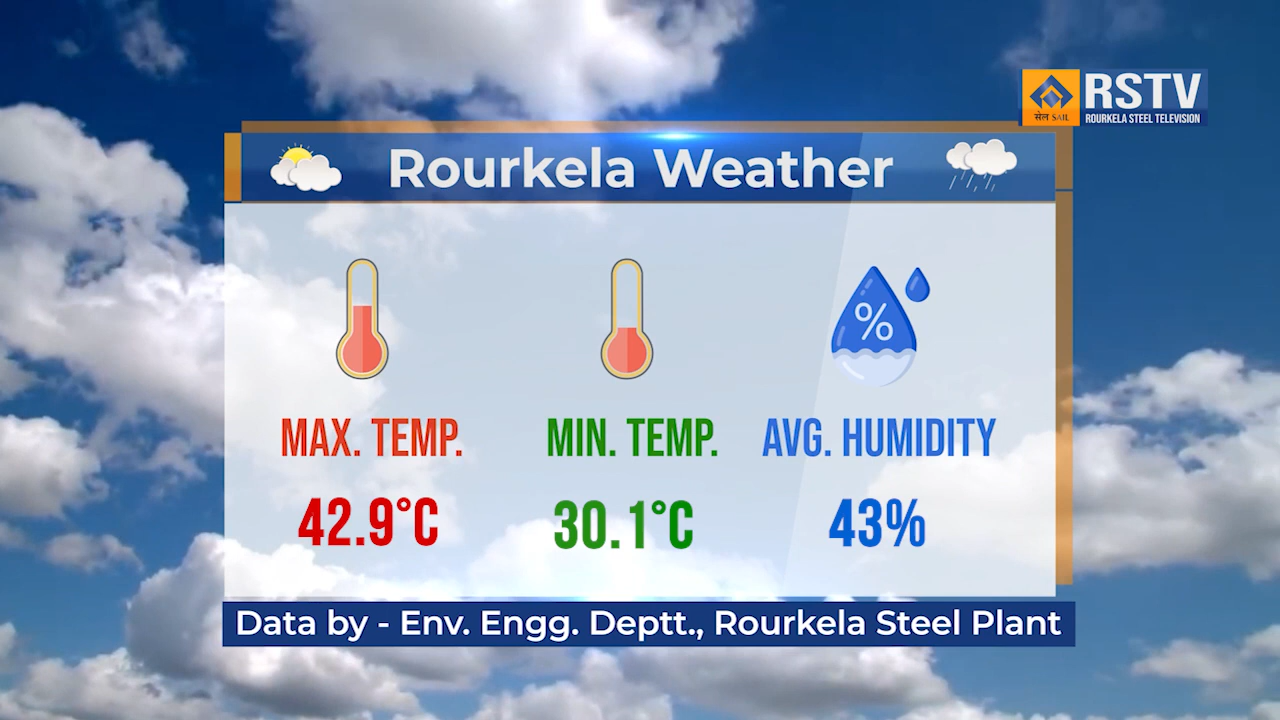 RSTV
सेल SAIL
ROURKELA STEEL TELEVISION
Rourkela Weather
%
MAX. TEMP. MIN. TEMP. AVG. HUMIDITY
42.9°C 30.1°C 43%
Data by - Env. Engg. Deptt., Rourkela Steel Plant